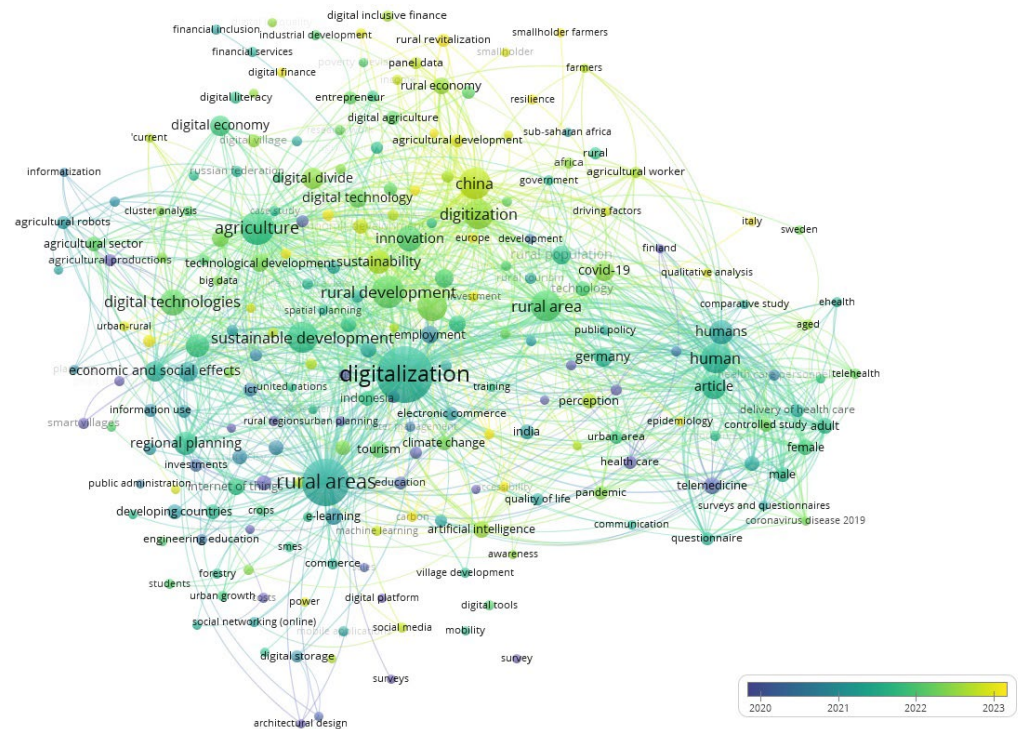 digital inclusive finance
financial inclusion
industrial development
rural revitalization
smallholder farmers
financial services
smallholder
panel data
farmers
digital finance
rural economy
digital literacy
entrepreneur
resilience
digital agriculture
digital economy
sub-saharan africa
'current
digital village
agricultural development
rural
africa
russian federation
agricultural worker
informatization
digital divide
china
government
digital technology
case study
cluster analysis
driving factors
agricultural robots
agriculture
digitization
italy
sweden
agricultural sector
innovation
europe
development
finland
rural population
agricultural productions
technological development
sustainability
covid-19
qualitative analysis
big data
rural tourism
technology
digital technologies
rural development
investment
rural area
comparative study
ehealth
spatial planning
urban-rural
sustainable development
employment
public policy
humans
aged
economic and social effects
digitalization
germany
human
health care personnel
telehealth
ict
united nations
training
article
indonesia
information use
electronic commerce
perception
delivery of health care
smart villages
rural regions
urban planning
india
epidemiology
controlled study
adult
regional planning
climate change
urban area
tourism
female
investments
health care
public administration
internet of things
rural areas
education
accessibility
telemedicine
male
quality of life
pandemic
developing countries
crops
e-learning
carbon
surveys and questionnaires
machine learning
artificial intelligence
communication
coronavirus disease 2019
engineering education
smes
questionnaire
commerce
awareness
forestry
village development
students
urban growth
costs
power
digital platform
digital tools
social networking (online)
mobile applications
social media
mobility
digital storage
survey
surveys
architectural design
2020
2021
2022
2023